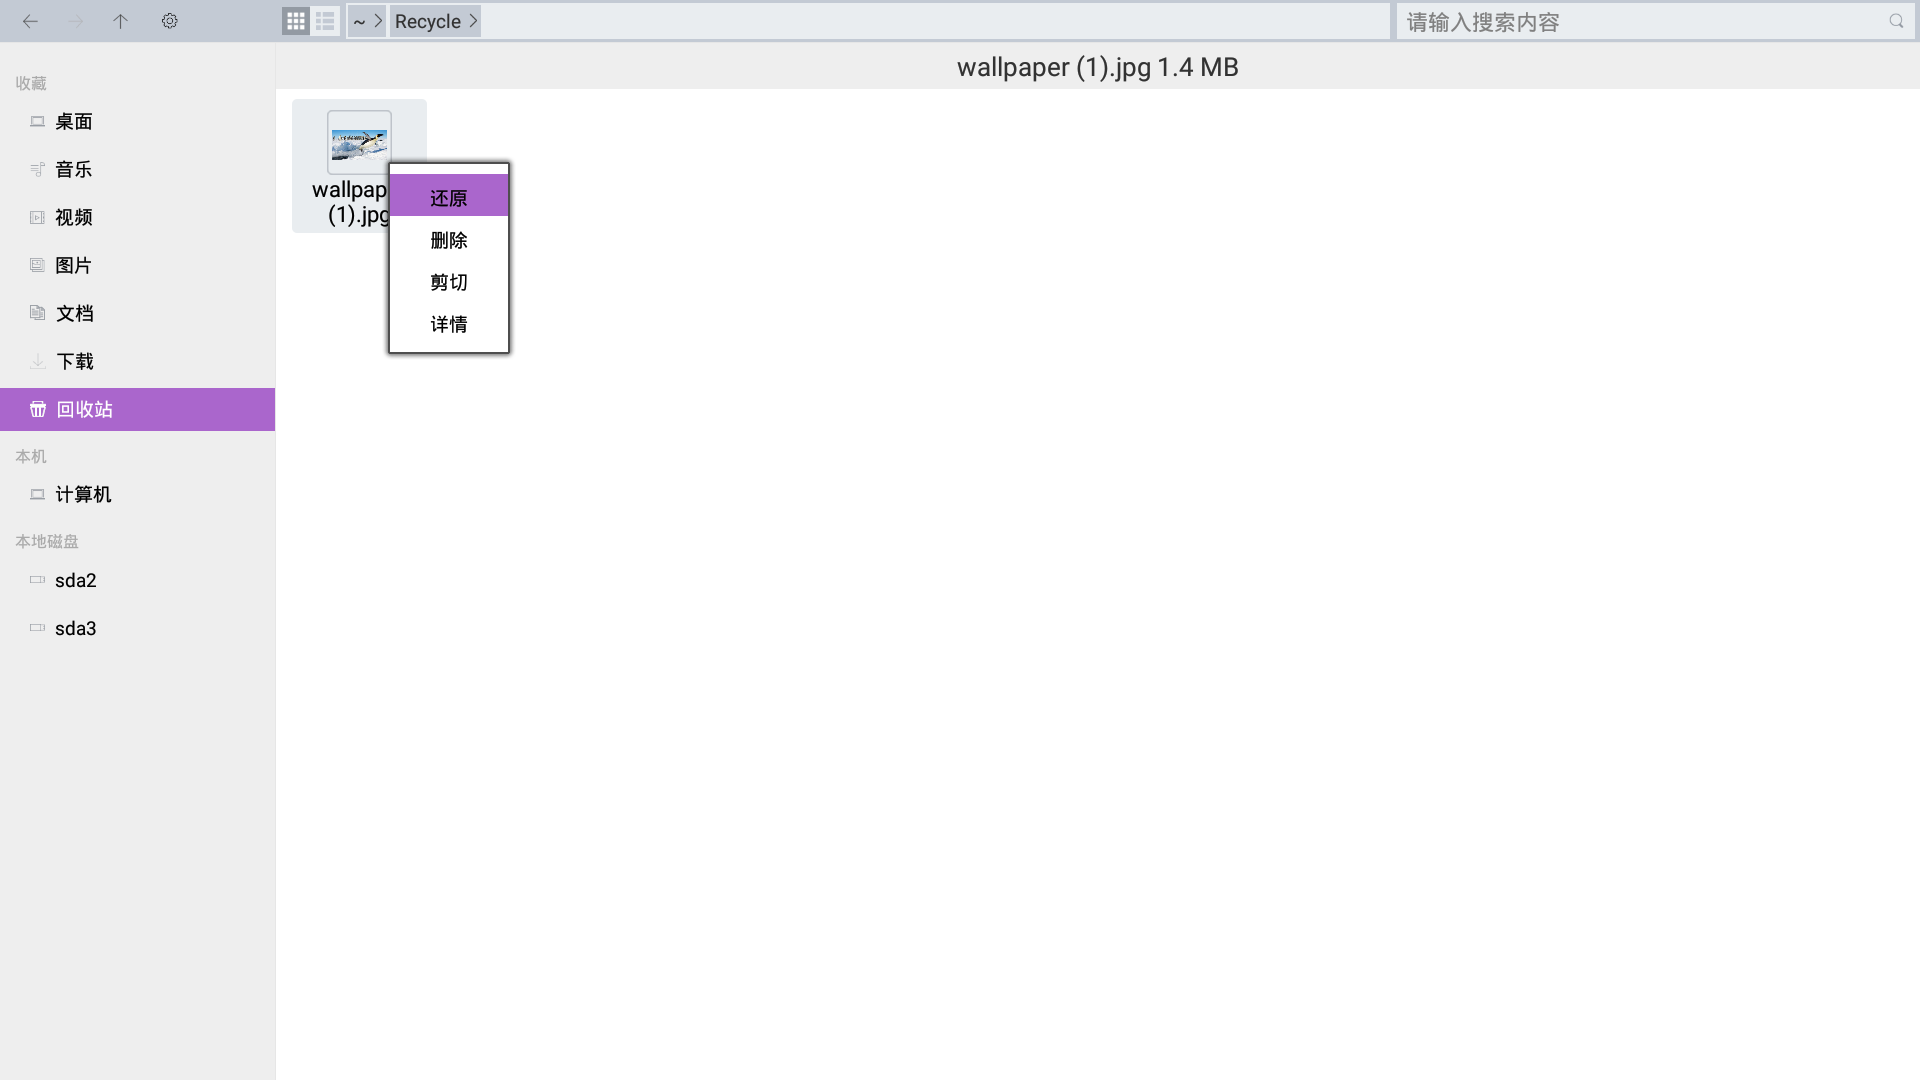 ~
Recycle
请输入搜索内容
wallpaper (1).jpg 1.4 MB
收藏
桌面
音乐
视频
图片
文档
下载
回收站
本机
计算机
本地磁盘
sda2
sda3
wallpap
(1).jpg
还原
删除
剪切
详情